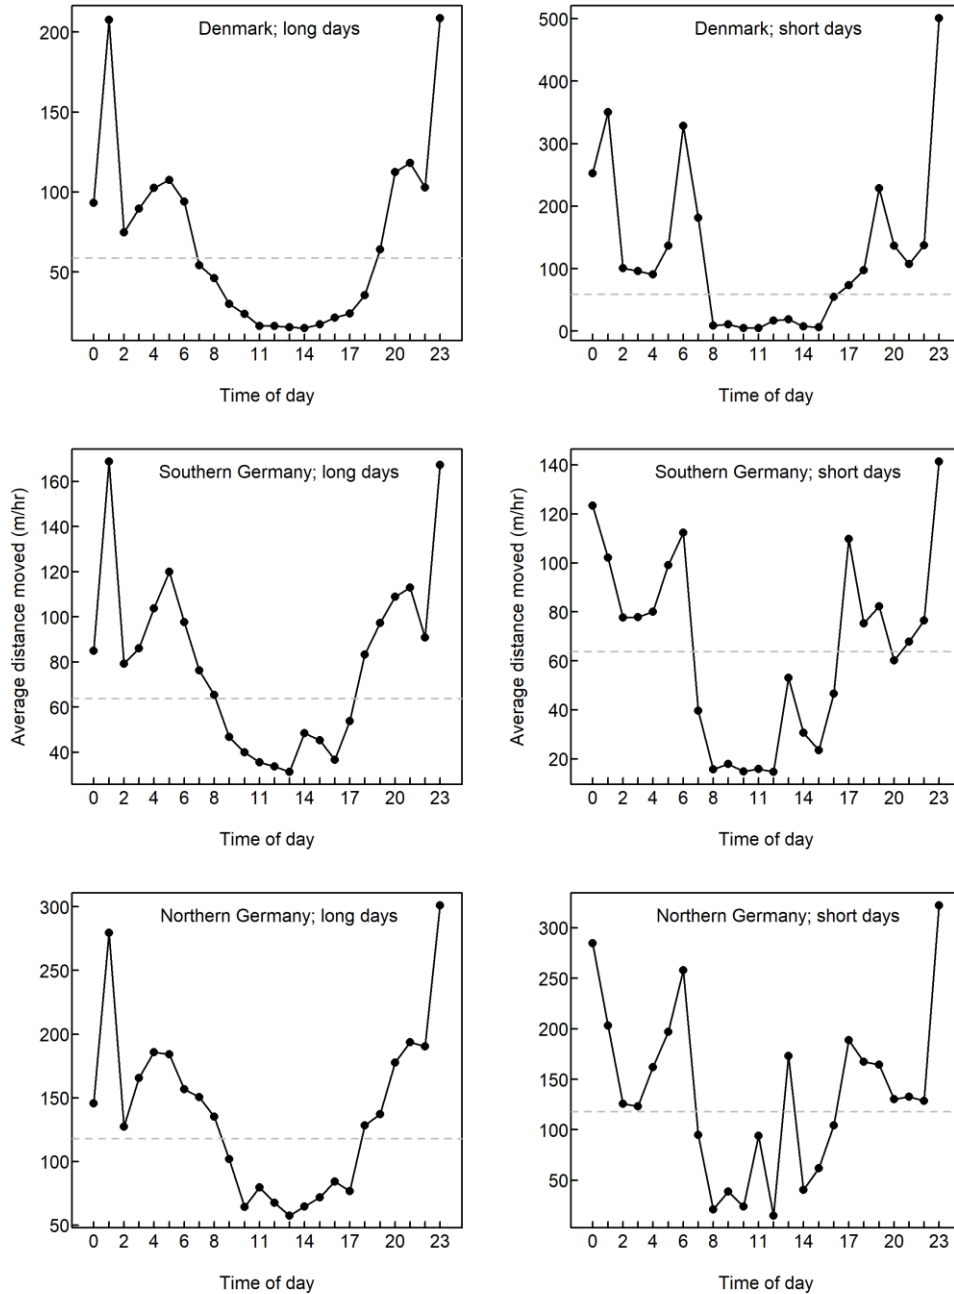 Denmark; long days
200
150
100
50
0 2 4 6 8 11 14 17 20 23
Time of day
Denmark; short days
500
400
300
200
100
0
0 2 4 6 8 11 14 17 20 23
Time of day
Average distance moved (m/hr)
Southern Germany; long days
160
140
120
100
80
60
40
0 2 4 6 8 11 14 17 20 23
Time of day
Average distance moved (m/hr)
Southern Germany; short days
140
120
100
80
60
40
20
0 2 4 6 8 11 14 17 20 23
Time of day
Northern Germany; long days
300
250
200
150
100
50
0 2 4 6 8 11 14 17 20 23
Time of day
Northern Germany; short days
300
250
200
150
100
50
0 2 4 6 8 11 14 17 20 23
Time of day